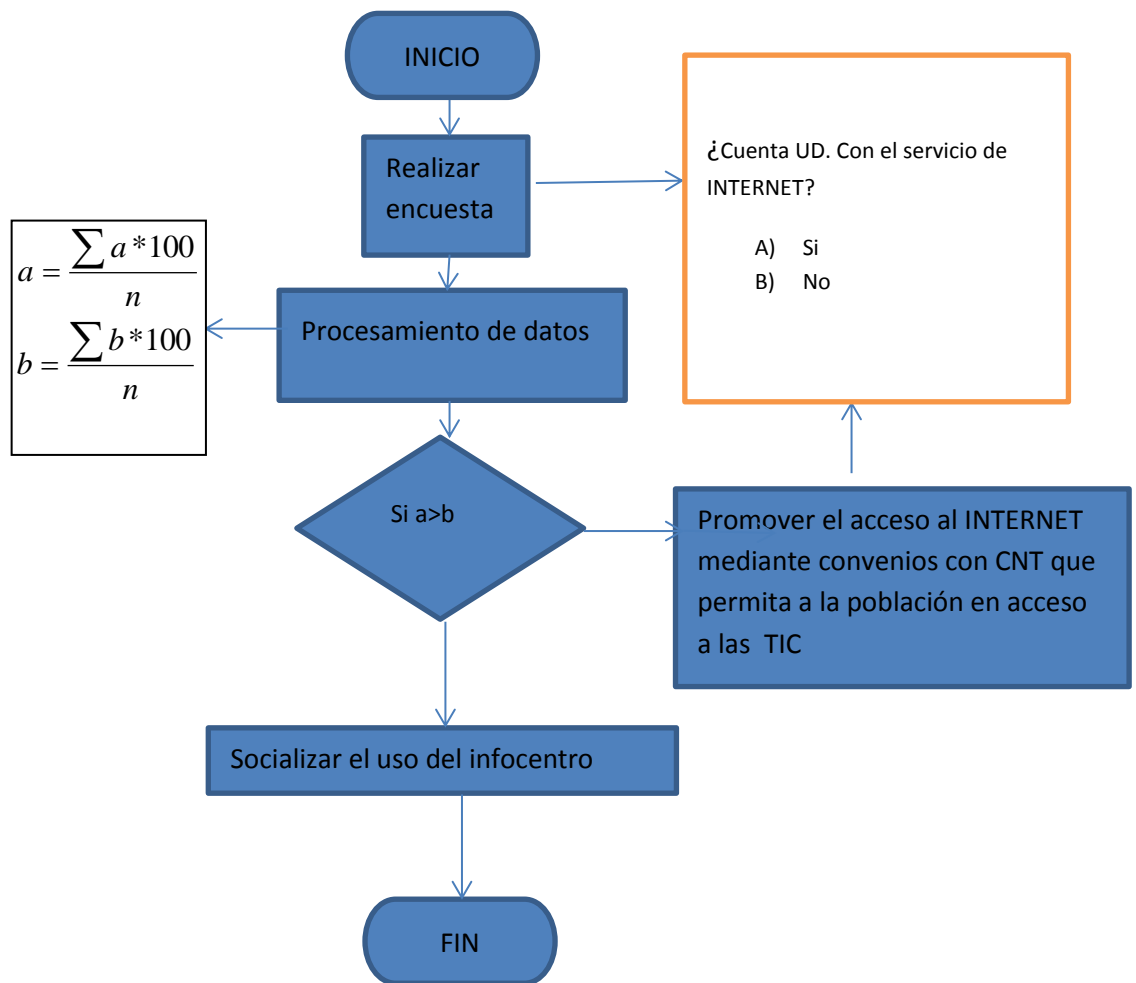 INICIO
Realizar
encuesta
¿Cuenta UD. Con el servicio de
INTERNET?
A) Si
B) No
Procesamiento de datos
a = ∑ a * 100 / n
b = ∑ b * 100 / n
Si a>b
Promover el acceso al INTERNET
mediante convenios con CNT que
permita a la población en acceso
a las TIC
Socializar el uso del infocentro
FIN